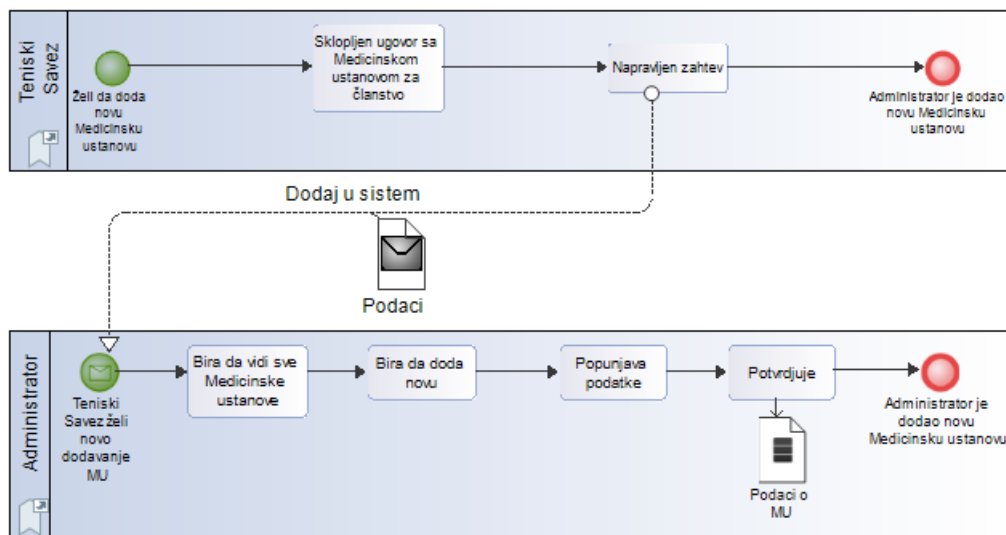 Teniski
Savez
Želi da doda
novu
Medicinsku
ustanovu
Sklopljen ugovor sa
Medicinskom
ustanovom za
članstvo
Napravljen zahtev
Administrator je dodao
novu Medicinsku
ustanovu
Dodaj u sistem
Podaci
Administrator
Teniski
Savez želi
novo
dodavanje
MU
Bira da vidi sve
Medicinske
ustanove
Bira da doda
novu
Popunjava
podatke
Potvrdjuje
Podaci o
MU
Administrator je
dodao novu
Medicinsku ustanovu